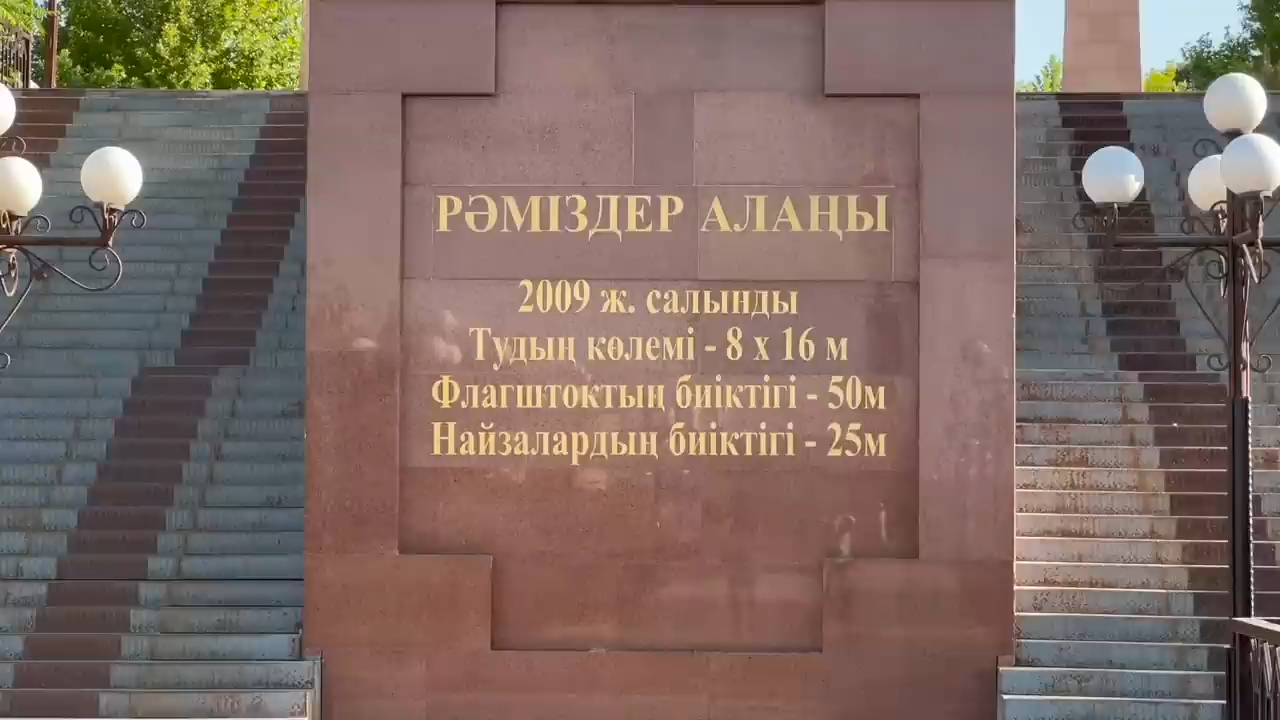 РӘМІЗДЕР АЛАҢЫ
2009 ж. салынды
Тудың көлемі - 8 х 16 м
Флагштоктың биіктігі - 50м
Найзалардың биіктігі - 25м